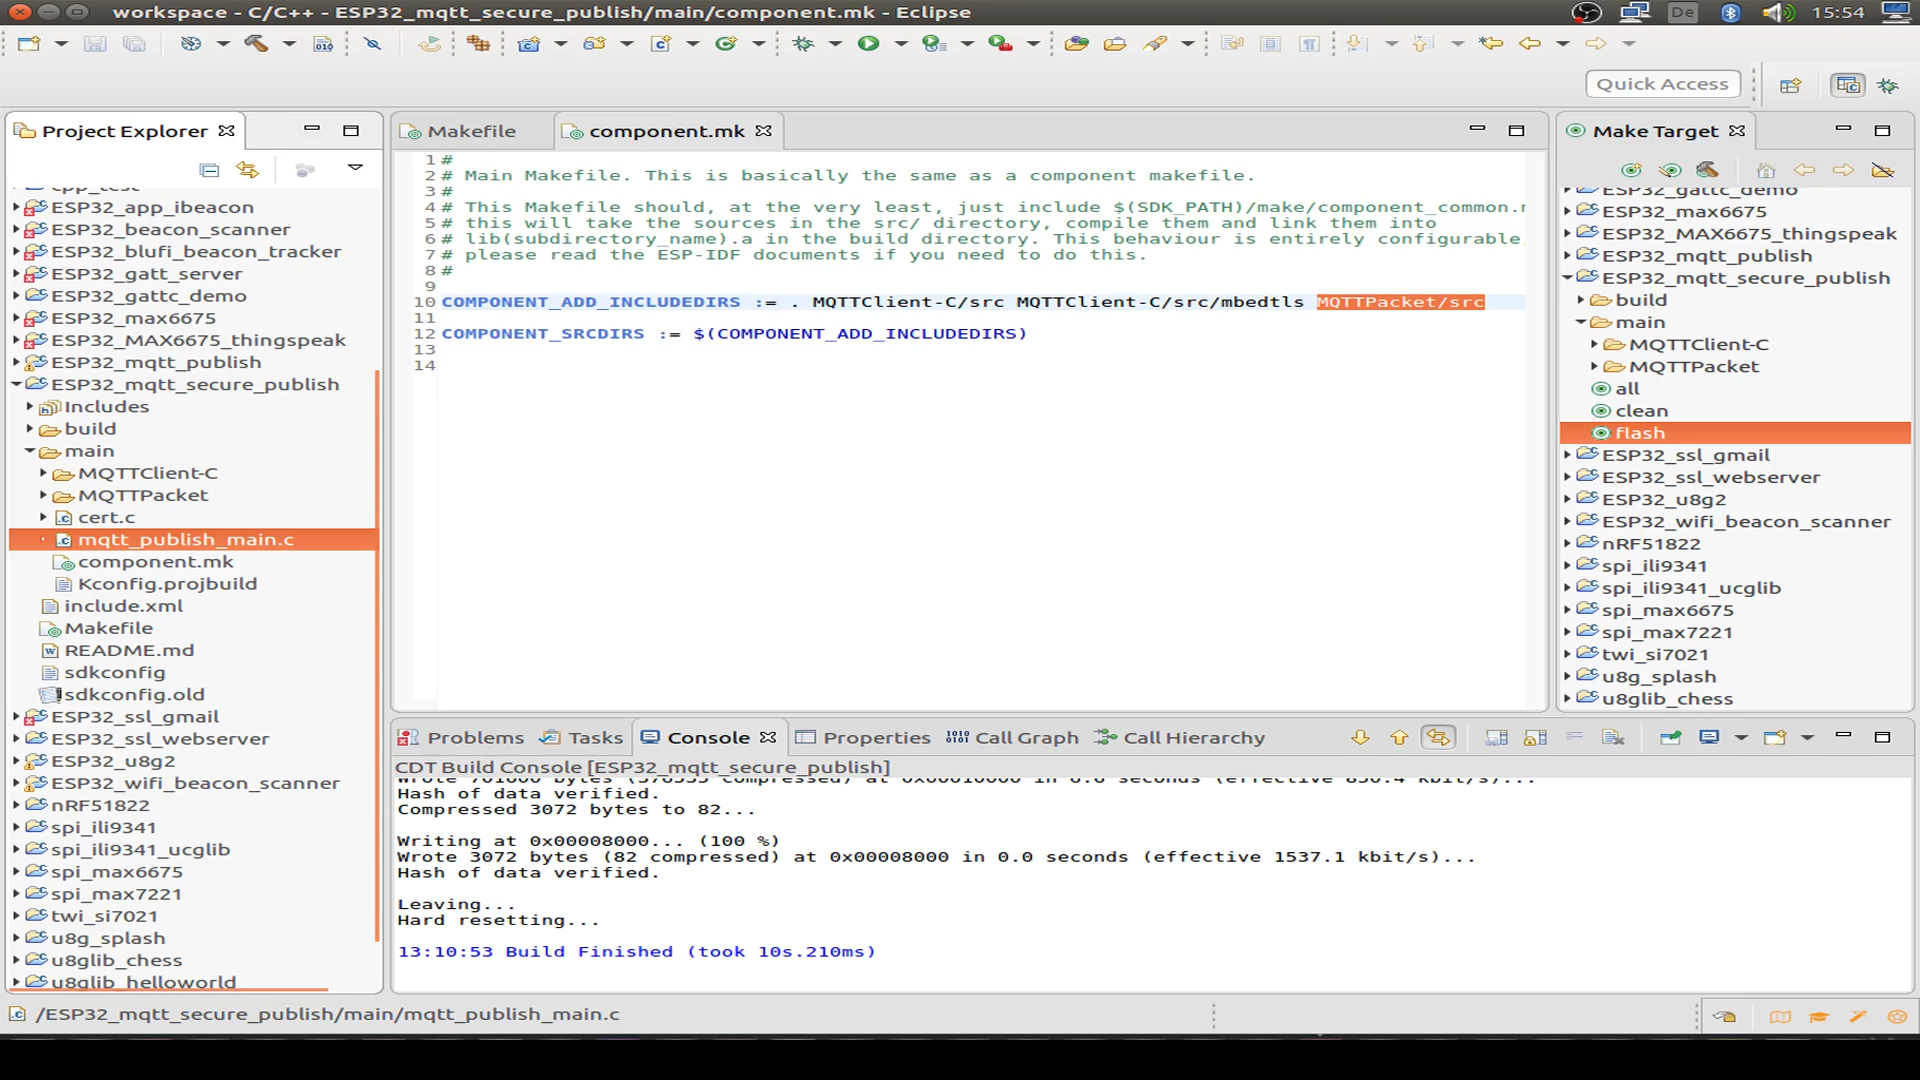 workspace - C/C++ - ESP32_mqtt_secure_publish/main/component.mk - Eclipse
De
15:54
Quick Access
Project Explorer
cpp_test
ESP32_app_ibeacon
ESP32_beacon_scanner
ESP32_blufi_beacon_tracker
ESP32_gatt_server
ESP32_gattc_demo
ESP32_max6675
ESP32_MAX6675_thingspeak
ESP32_mqtt_publish
ESP32_mqtt_secure_publish
Includes
build
main
MQTTClient-C
MQTTPacket
cert.c
mqtt_publish_main.c
component.mk
Kconfig.projbuild
include.xml
Makefile
README.md
sdkconfig
sdkconfig.old
ESP32_ssl_gmail
ESP32_ssl_webserver
ESP32_u8g2
ESP32_wifi_beacon_scanner
nRF51822
spi_ili9341
spi_ili9341_ucglib
spi_max6675
spi_max7221
twi_si7021
u8g_splash
u8glib_chess
u8glib_helloworld
Makefile
component.mk
1 #
2 # Main Makefile. This is basically the same as a component makefile.
3 #
4 # This Makefile should, at the very least, just include $(SDK_PATH)/make/component_common.m
5 # this will take the sources in the src/ directory, compile them and link them into
6 # lib(subdirectory_name).a in the build directory. This behaviour is entirely configurable,
7 # please read the ESP-IDF documents if you need to do this.
8 #
9
10 COMPONENT_ADD_INCLUDEDIRS := . MQTTClient-C/src MQTTClient-C/src/mbedtls MQTTPacket/src
11
12 COMPONENT_SRCDIRS := $(COMPONENT_ADD_INCLUDEDIRS)
13
14
Make Target
ESP32_gattc_demo
ESP32_max6675
ESP32_MAX6675_thingspeak
ESP32_mqtt_publish
ESP32_mqtt_secure_publish
build
main
MQTTClient-C
MQTTPacket
all
clean
flash
ESP32_ssl_gmail
ESP32_ssl_webserver
ESP32_u8g2
ESP32_wifi_beacon_scanner
nRF51822
spi_ili9341
spi_ili9341_ucglib
spi_max6675
spi_max7221
twi_si7021
u8g_splash
u8glib_chess
Problems
Tasks
Console
Properties
Call Graph
Call Hierarchy
CDT Build Console [ESP32_mqtt_secure_publish]
Hash of data verified.
Compressed 3072 bytes to 82...
Writing at 0x00008000... (100 %)
Wrote 3072 bytes (82 compressed) at 0x00008000 in 0.0 seconds (effective 1537.1 kbit/s)...
Hash of data verified.
Leaving...
Hard resetting...
13:10:53 Build Finished (took 10s.210ms)
/ESP32_mqtt_secure_publish/main/mqtt_publish_main.c